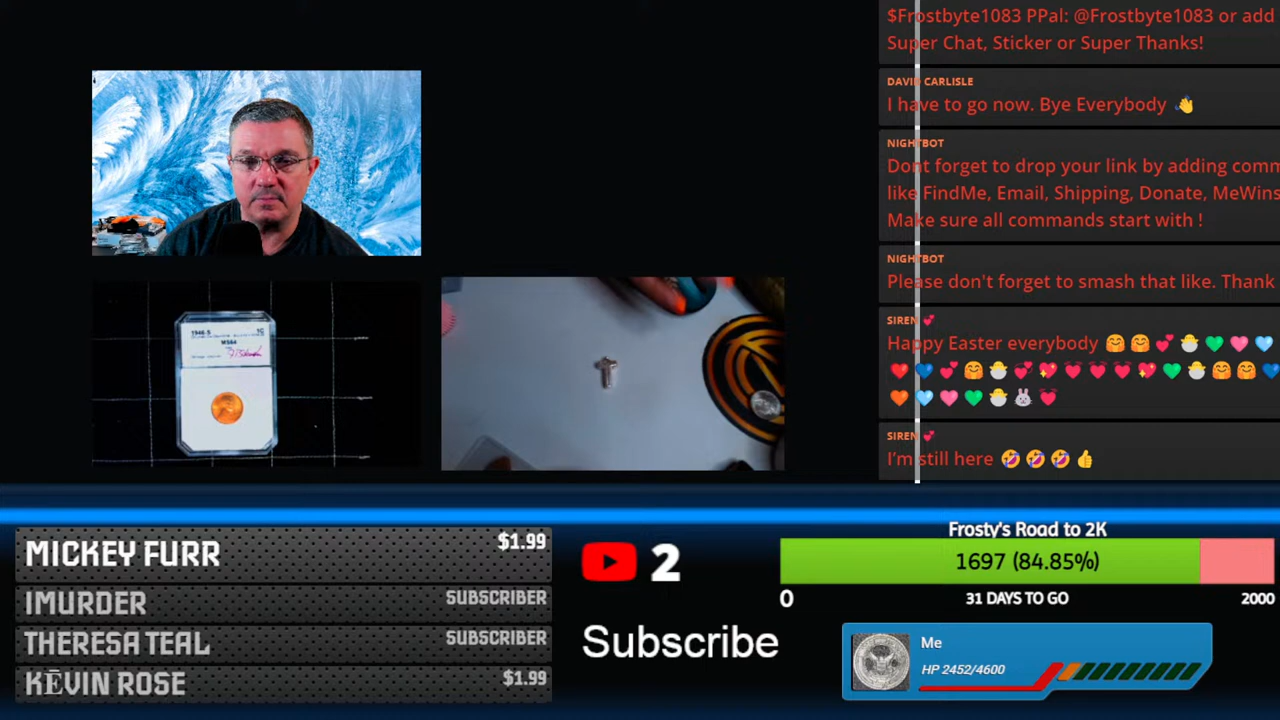 $Frostbyte1083 PPal: @Frostbyte1083 or add
Super Chat, Sticker or Super Thanks!
DAVID CARLISLE
I have to go now. Bye Everybody 👋
NIGHTBOT
Dont forget to drop your link by adding comm
like FindMe, Email, Shipping, Donate, MeWins
Make sure all commands start with !
NIGHTBOT
Please don't forget to smash that like. Thank
SIREN 💕
Happy Easter everybody 🤗🤗💕🐣💚🩷🩵
❤️💙💕🤗🐣💕💖💓💓💓💖💓💚🐣🤗🤗💙
🧡🩵🩷💚🐣🐰💓
SIREN 💕
I'm still here 🤣🤣🤣👍
1946-S 1C
MS64
MICKEY FURR $1.99
IMURDER SUBSCRIBER
THERESA TEAL SUBSCRIBER
KEVIN ROSE $1.99
2
Subscribe
Frosty's Road to 2K
1697 (84.85%)
0 31 DAYS TO GO 2000
Me
HP 2452/4600